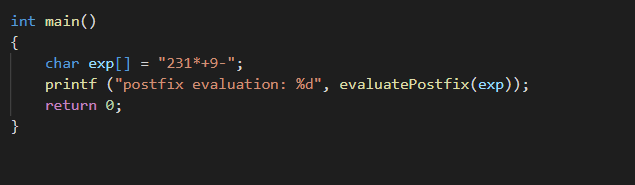 int main()
{
    char exp[] = "231*+9-";
    printf ("postfix evaluation: %d", evaluatePostfix(exp));
    return 0;
}